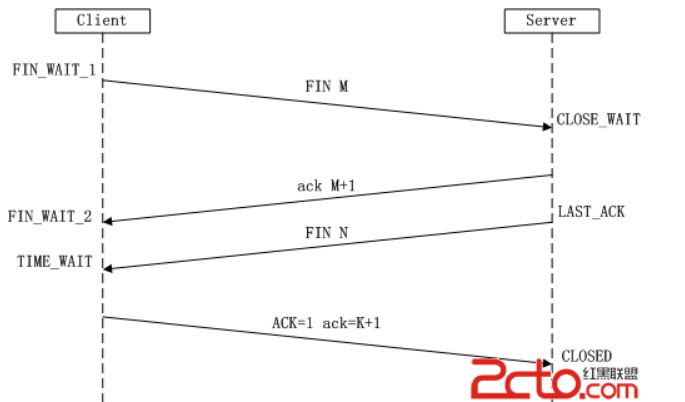 Client
Server
FIN_WAIT_1
FIN M
CLOSE_WAIT
ack M+1
FIN_WAIT_2
LAST_ACK
FIN N
TIME_WAIT
ACK=1 ack=K+1
CLOSED
2cto.com
红黑联盟